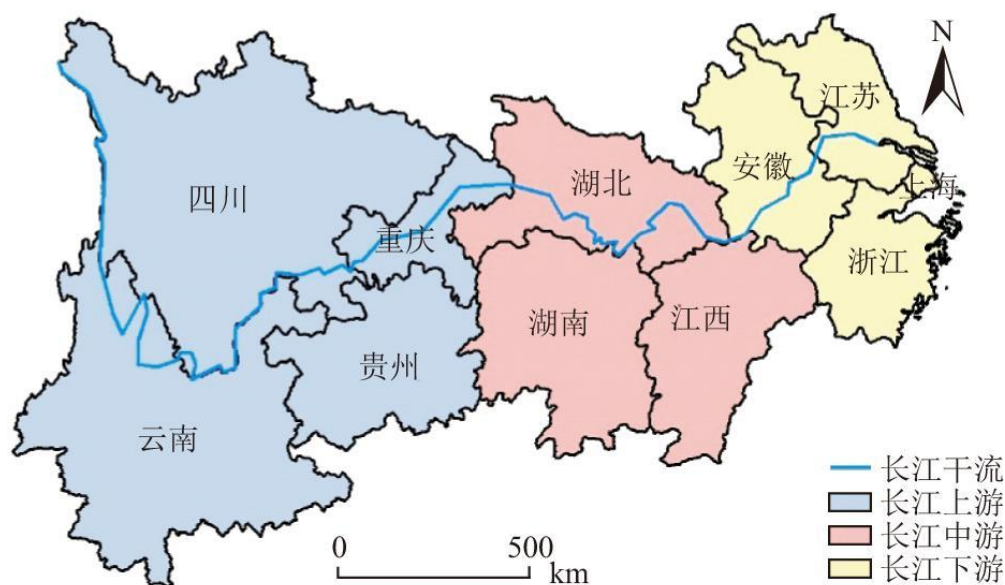 N
江苏
安徽
上海
湖北
四川
重庆
浙江
湖南
江西
贵州
云南
长江干流
长江上游
长江中游
长江下游
0 500
km